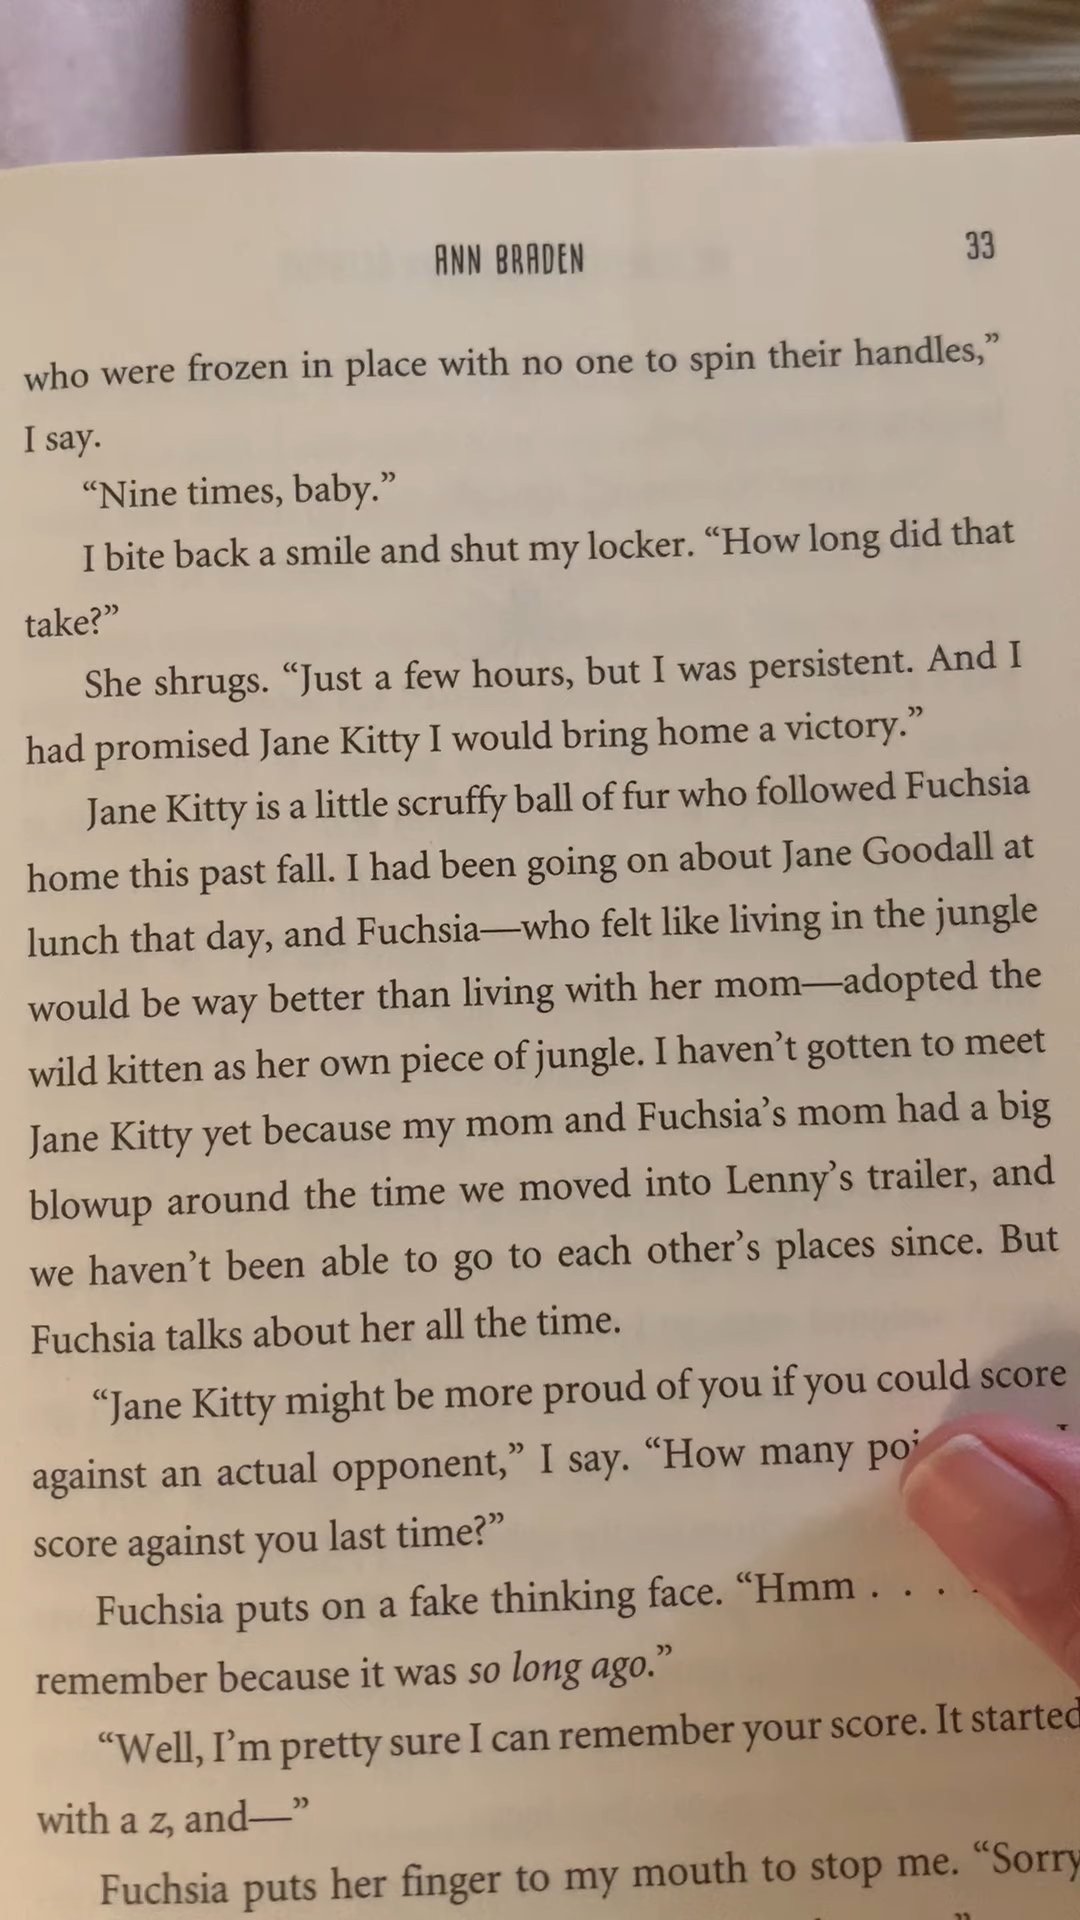 ANN BRADEN 33
who were frozen in place with no one to spin their handles,”
I say.
“Nine times, baby.”
I bite back a smile and shut my locker. “How long did that
take?”
She shrugs. “Just a few hours, but I was persistent. And I
had promised Jane Kitty I would bring home a victory.”
Jane Kitty is a little scruffy ball of fur who followed Fuchsia
home this past fall. I had been going on about Jane Goodall at
lunch that day, and Fuchsia—who felt like living in the jungle
would be way better than living with her mom—adopted the
wild kitten as her own piece of jungle. I haven’t gotten to meet
Jane Kitty yet because my mom and Fuchsia’s mom had a big
blowup around the time we moved into Lenny’s trailer, and
we haven’t been able to go to each other’s places since. But
Fuchsia talks about her all the time.
“Jane Kitty might be more proud of you if you could score
against an actual opponent,” I say. “How many
score against you last time?”
Fuchsia puts on a fake thinking face. “Hmm . . .
remember because it was so long ago.”
“Well, I’m pretty sure I can remember your score. It started
with a z, and—”
Fuchsia puts her finger to my mouth to stop me. “Sorry